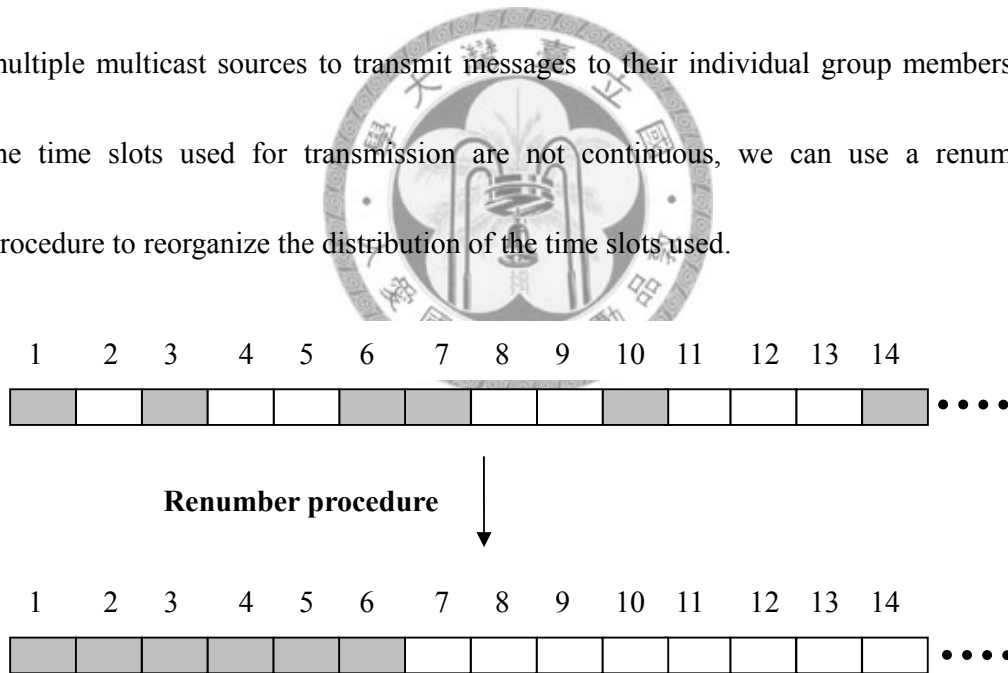 multiple multicast sources to transmit messages to their individual group members
he time slots used for transmission are not continuous, we can use a renum
rocedure to reorganize the distribution of the time slots used.
1 2 3 4 5 6 7 8 9 10 11 12 13 14
Renumber procedure
1 2 3 4 5 6 7 8 9 10 11 12 13 14